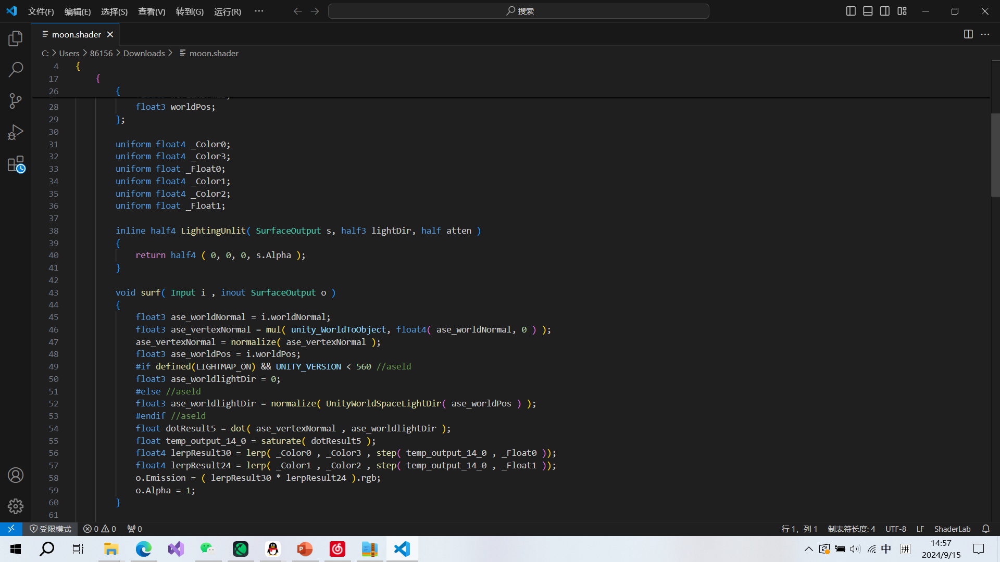 文件(F) 编辑(E) 选择(S) 查看(V) 转到(G) 运行(R) ··· 搜索
moon.shader
C: > Users > 86156 > Downloads > moon.shader
4 {
17 {
26 {
28 float3 worldPos;
29 };
30
31 uniform float4 _Color0;
32 uniform float4 _Color3;
33 uniform float _Float0;
34 uniform float4 _Color1;
35 uniform float4 _Color2;
36 uniform float _Float1;
37
38 inline half4 LightingUnlit( SurfaceOutput s, half3 lightDir, half atten )
39 {
40 return half4 ( 0, 0, 0, s.Alpha );
41 }
42
43 void surf( Input i , inout SurfaceOutput o )
44 {
45 float3 ase_worldNormal = i.worldNormal;
46 float3 ase_vertexNormal = mul( unity_WorldToObject, float4( ase_worldNormal, 0 ) );
47 ase_vertexNormal = normalize( ase_vertexNormal );
48 float3 ase_worldPos = i.worldPos;
49 #if defined(LIGHTMAP_ON) && UNITY_VERSION < 560 //aseld
50 float3 ase_worldlightDir = 0;
51 #else //aseld
52 float3 ase_worldlightDir = normalize( UnityWorldSpaceLightDir( ase_worldPos ) );
53 #endif //aseld
54 float dotResult5 = dot( ase_vertexNormal , ase_worldlightDir );
55 float temp_output_14_0 = saturate( dotResult5 );
56 float4 lerpResult30 = lerp( _Color0 , _Color3 , step( temp_output_14_0 , _Float0 ));
57 float4 lerpResult24 = lerp( _Color1 , _Color2 , step( temp_output_14_0 , _Float1 ));
58 o.Emission = ( lerpResult30 * lerpResult24 ).rgb;
59 o.Alpha = 1;
60 }
61
受限模式 0 0 0 行 1，列 1 制表符长度: 4 UTF-8 LF ShaderLab
中 拼 14:57
2024/9/15